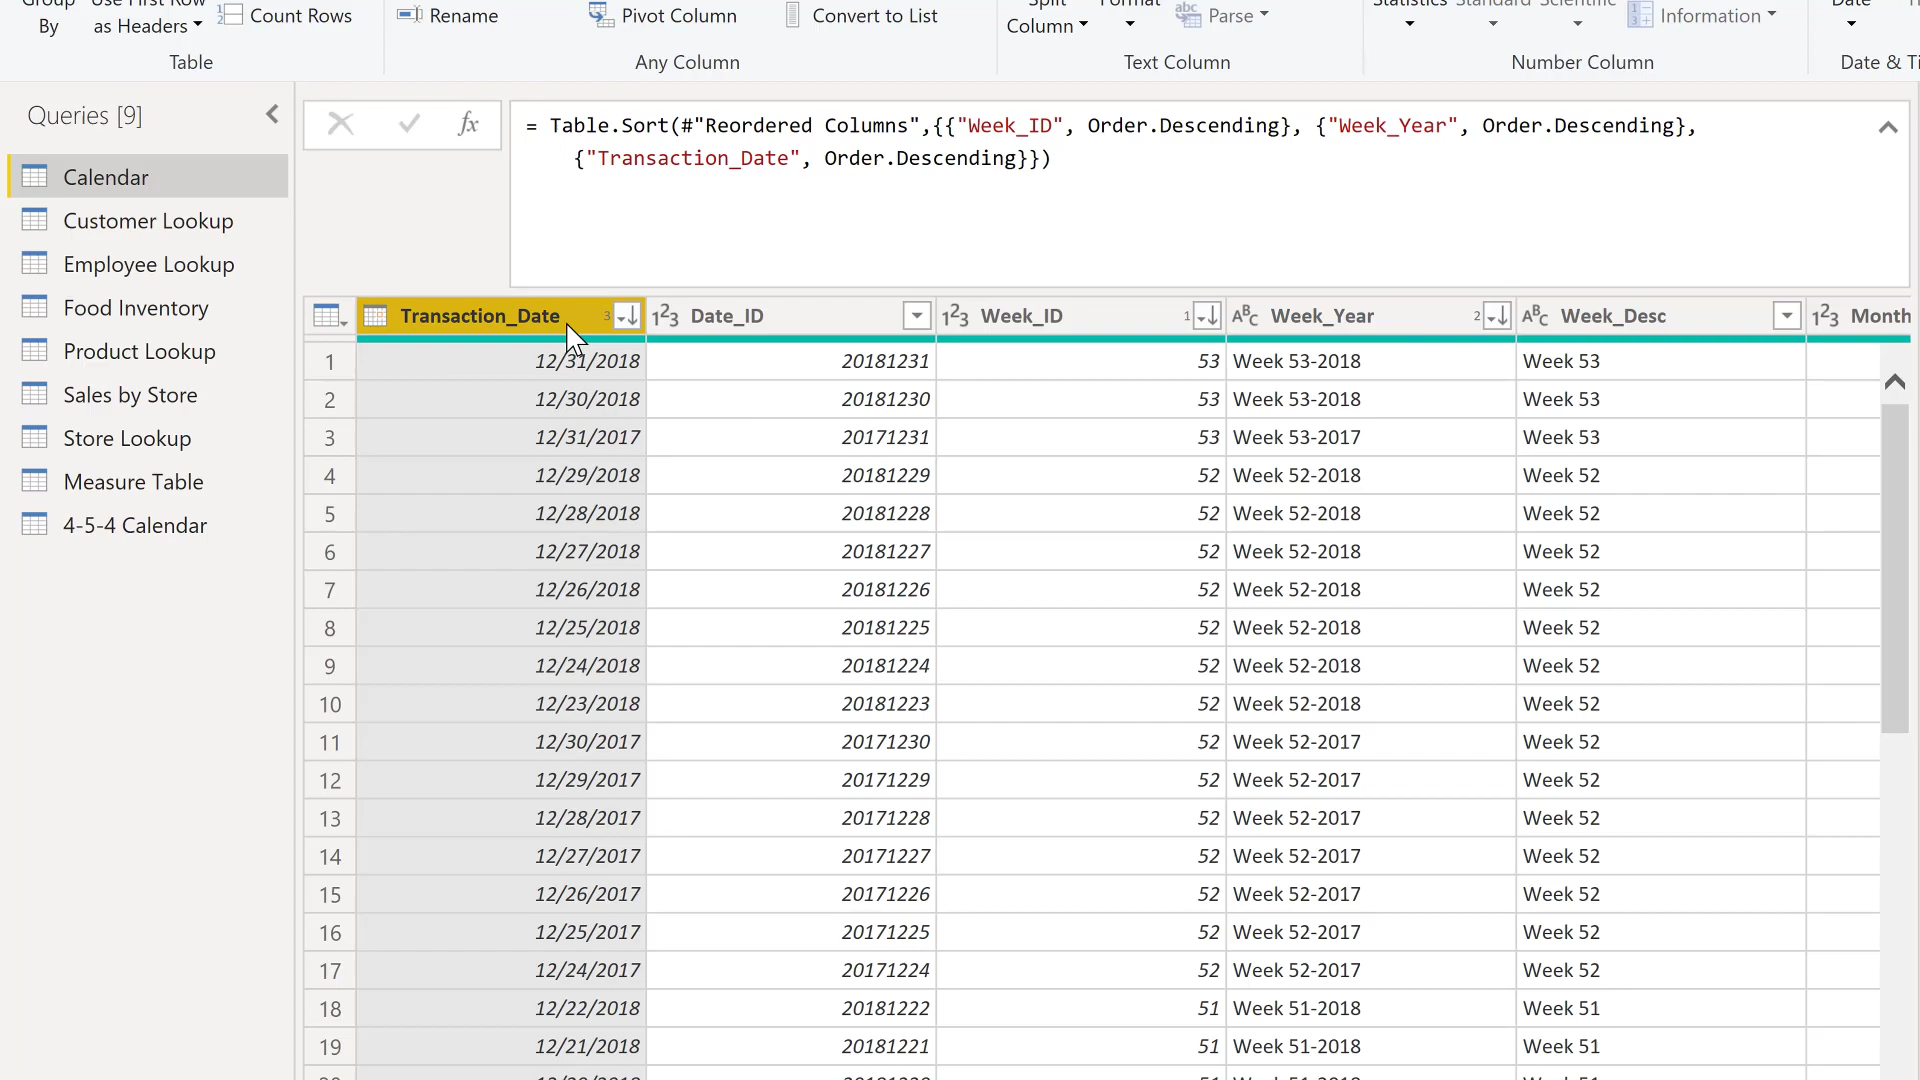 Group By
Use First Row as Headers
Count Rows
Table
Rename
Pivot Column
Convert to List
Any Column
Split Column
Format
Parse
Text Column
Statistics
Standard
Scientific
Information
Number Column
Date
Date & Ti
Queries [9]
Calendar
Customer Lookup
Employee Lookup
Food Inventory
Product Lookup
Sales by Store
Store Lookup
Measure Table
4-5-4 Calendar
fx
= Table.Sort(#"Reordered Columns",{{"Week_ID", Order.Descending}, {"Week_Year", Order.Descending},
{"Transaction_Date", Order.Descending}})
Transaction_Date 3 123 Date_ID 123 Week_ID 1 ABC Week_Year 2 ABC Week_Desc 123 Month
1 12/31/2018 20181231 53 Week 53-2018 Week 53
2 12/30/2018 20181230 53 Week 53-2018 Week 53
3 12/31/2017 20171231 53 Week 53-2017 Week 53
4 12/29/2018 20181229 52 Week 52-2018 Week 52
5 12/28/2018 20181228 52 Week 52-2018 Week 52
6 12/27/2018 20181227 52 Week 52-2018 Week 52
7 12/26/2018 20181226 52 Week 52-2018 Week 52
8 12/25/2018 20181225 52 Week 52-2018 Week 52
9 12/24/2018 20181224 52 Week 52-2018 Week 52
10 12/23/2018 20181223 52 Week 52-2018 Week 52
11 12/30/2017 20171230 52 Week 52-2017 Week 52
12 12/29/2017 20171229 52 Week 52-2017 Week 52
13 12/28/2017 20171228 52 Week 52-2017 Week 52
14 12/27/2017 20171227 52 Week 52-2017 Week 52
15 12/26/2017 20171226 52 Week 52-2017 Week 52
16 12/25/2017 20171225 52 Week 52-2017 Week 52
17 12/24/2017 20171224 52 Week 52-2017 Week 52
18 12/22/2018 20181222 51 Week 51-2018 Week 51
19 12/21/2018 20181221 51 Week 51-2018 Week 51